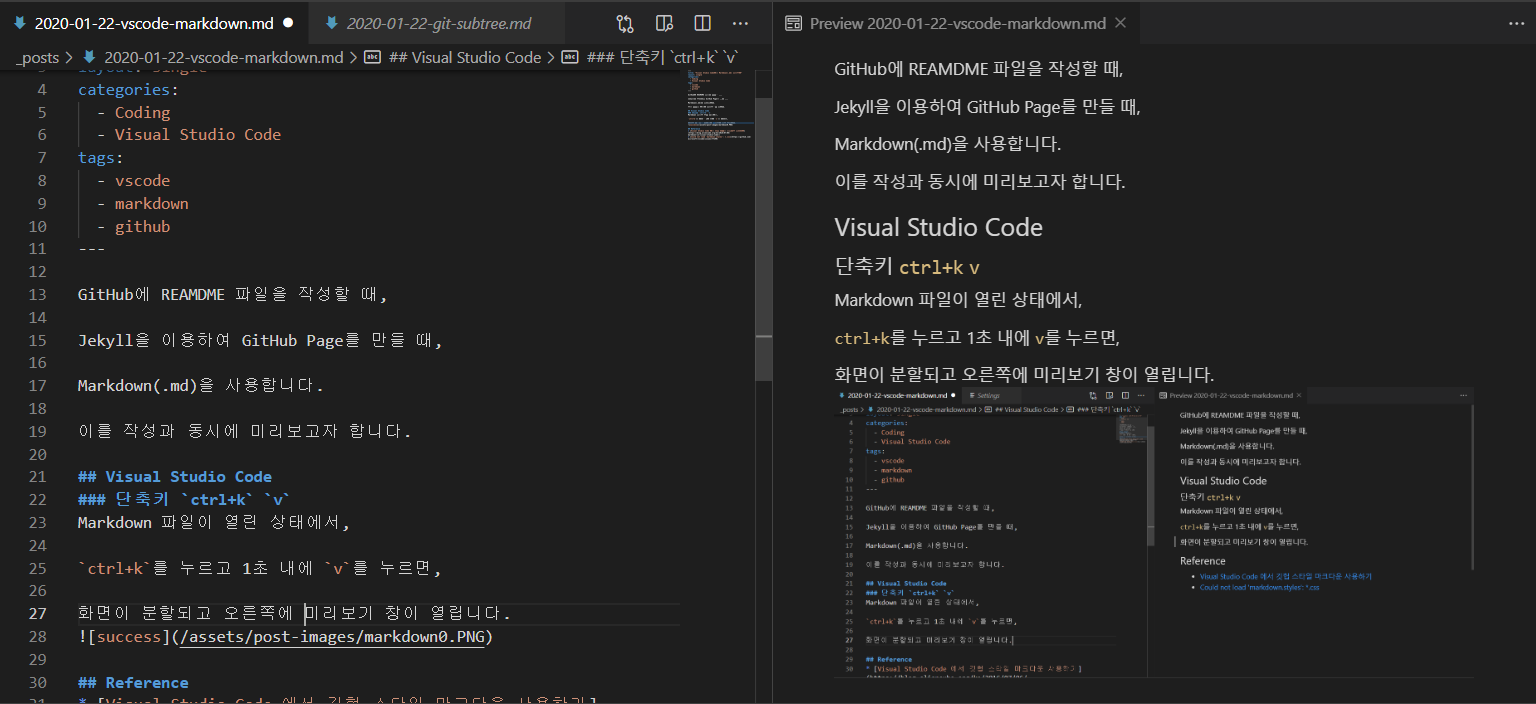 2020-01-22-vscode-markdown.md
2020-01-22-git-subtree.md
_posts > 2020-01-22-vscode-markdown.md > ## Visual Studio Code > ### 단축키 `ctrl+k` `v`
4 categories:
5 - Coding
6 - Visual Studio Code
7 tags:
8 - vscode
9 - markdown
10 - github
11 ---
12
13 GitHub에 REAMDME 파일을 작성할 때,
14
15 Jekyll을 이용하여 GitHub Page를 만들 때,
16
17 Markdown(.md)을 사용합니다.
18
19 이를 작성과 동시에 미리보고자 합니다.
20
21 ## Visual Studio Code
22 ### 단축키 `ctrl+k` `v`
23 Markdown 파일이 열린 상태에서,
24
25 `ctrl+k`를 누르고 1초 내에 `v`를 누르면,
26
27 화면이 분할되고 오른쪽에 미리보기 창이 열립니다.
28 ![success](/assets/post-images/markdown0.PNG)
29
30 ## Reference
Preview 2020-01-22-vscode-markdown.md
GitHub에 REAMDME 파일을 작성할 때,
Jekyll을 이용하여 GitHub Page를 만들 때,
Markdown(.md)을 사용합니다.
이를 작성과 동시에 미리보고자 합니다.
Visual Studio Code
단축키 ctrl+k v
Markdown 파일이 열린 상태에서,
ctrl+k를 누르고 1초 내에 v를 누르면,
화면이 분할되고 오른쪽에 미리보기 창이 열립니다.
2020-01-22-vscode-markdown.md
Settings
_posts > 2020-01-22-vscode-markdown.md > ## Visual Studio Code > ### 단축키 `ctrl+k` `v`
4 categories:
5 - Coding
6 - Visual Studio Code
7 tags:
8 - vscode
9 - markdown
10 - github
11 ---
12
13 GitHub에 REAMDME 파일을 작성할 때,
14
15 Jekyll을 이용하여 GitHub Page를 만들 때,
16
17 Markdown(.md)을 사용합니다.
18
19 이를 작성과 동시에 미리보고자 합니다.
20
21 ## Visual Studio Code
22 ### 단축키 `ctrl+k` `v`
23 Markdown 파일이 열린 상태에서,
24
25 `ctrl+k`를 누르고 1초 내에 `v`를 누르면,
26
27 화면이 분할되고 미리보기 창이 열립니다.
28
29 ## Reference
30 * [Visual Studio Code 에서 깃헙 스타일 마크다운 사용하기]
Preview 2020-01-22-vscode-markdown.md
GitHub에 REAMDME 파일을 작성할 때,
Jekyll을 이용하여 GitHub Page를 만들 때,
Markdown(.md)을 사용합니다.
이를 작성과 동시에 미리보고자 합니다.
Visual Studio Code
단축키 ctrl+k v
Markdown 파일이 열린 상태에서,
ctrl+k를 누르고 1초 내에 v를 누르면,
화면이 분할되고 미리보기 창이 열립니다.
Reference
Visual Studio Code 에서 깃헙 스타일 마크다운 사용하기
Could not load 'markdown.styles': *.css